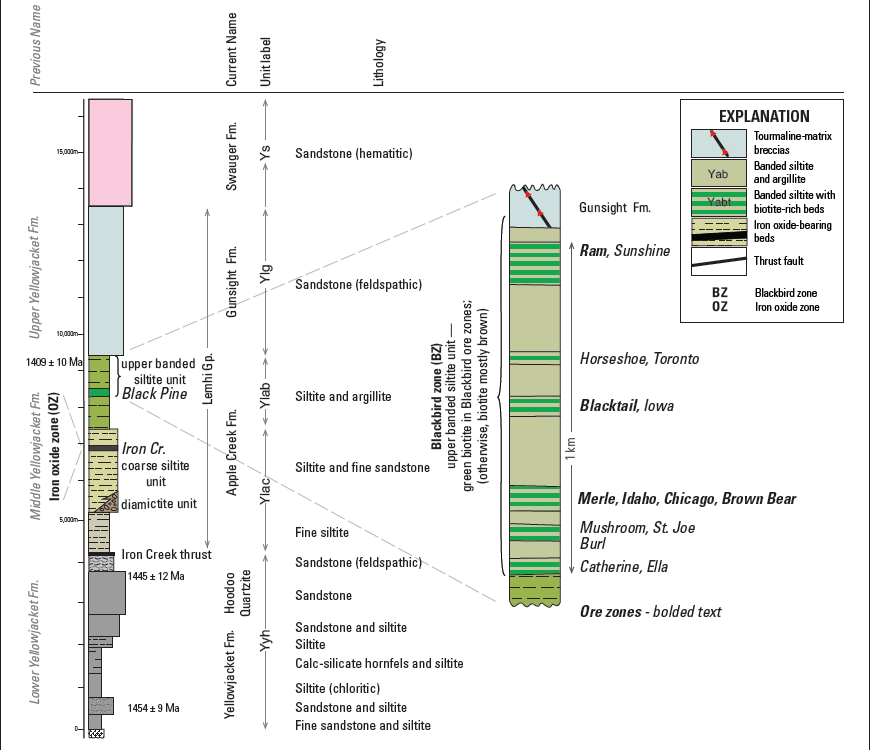 Previous Name
Current Name
Unit label
Lithology
Upper Yellowjacket Fm.
Middle Yellowjacket Fm.
Lower Yellowjacket Fm.
Iron oxide zone (OZ)
15,000m
10,000m
5,000m
0
1409 ± 10 Ma
1445 ± 12 Ma
1454 ± 9 Ma
upper banded
siltite unit
Black Pine
Iron Cr.
coarse siltite
unit
diamictite unit
Iron Creek thrust
Lemhi Gp.
Swauger Fm.
Gunsight Fm.
Apple Creek Fm.
Hoodoo
Quartzite
Yellowjacket Fm.
Ys
Ylg
Ylab
Ylac
Yyh
Sandstone (hematitic)
Sandstone (feldspathic)
Siltite and argillite
Siltite and fine sandstone
Fine siltite
Sandstone (feldspathic)
Sandstone
Sandstone and siltite
Siltite
Calc-silicate hornfels and siltite
Siltite (chloritic)
Sandstone and siltite
Fine sandstone and siltite
Blackbird zone (BZ)
upper banded siltite unit —
green biotite in Blackbird ore zones;
(otherwise, biotite mostly brown)
1 km
Gunsight Fm.
Ram, Sunshine
Horseshoe, Toronto
Blacktail, Iowa
Merle, Idaho, Chicago, Brown Bear
Mushroom, St. Joe
Burl
Catherine, Ella
Ore zones - bolded text
EXPLANATION
Tourmaline-matrix
breccias
Yab
Banded siltite
and argillite
Yabt
Banded siltite with
biotite-rich beds
Iron oxide-bearing
beds
Thrust fault
BZ Blackbird zone
OZ Iron oxide zone